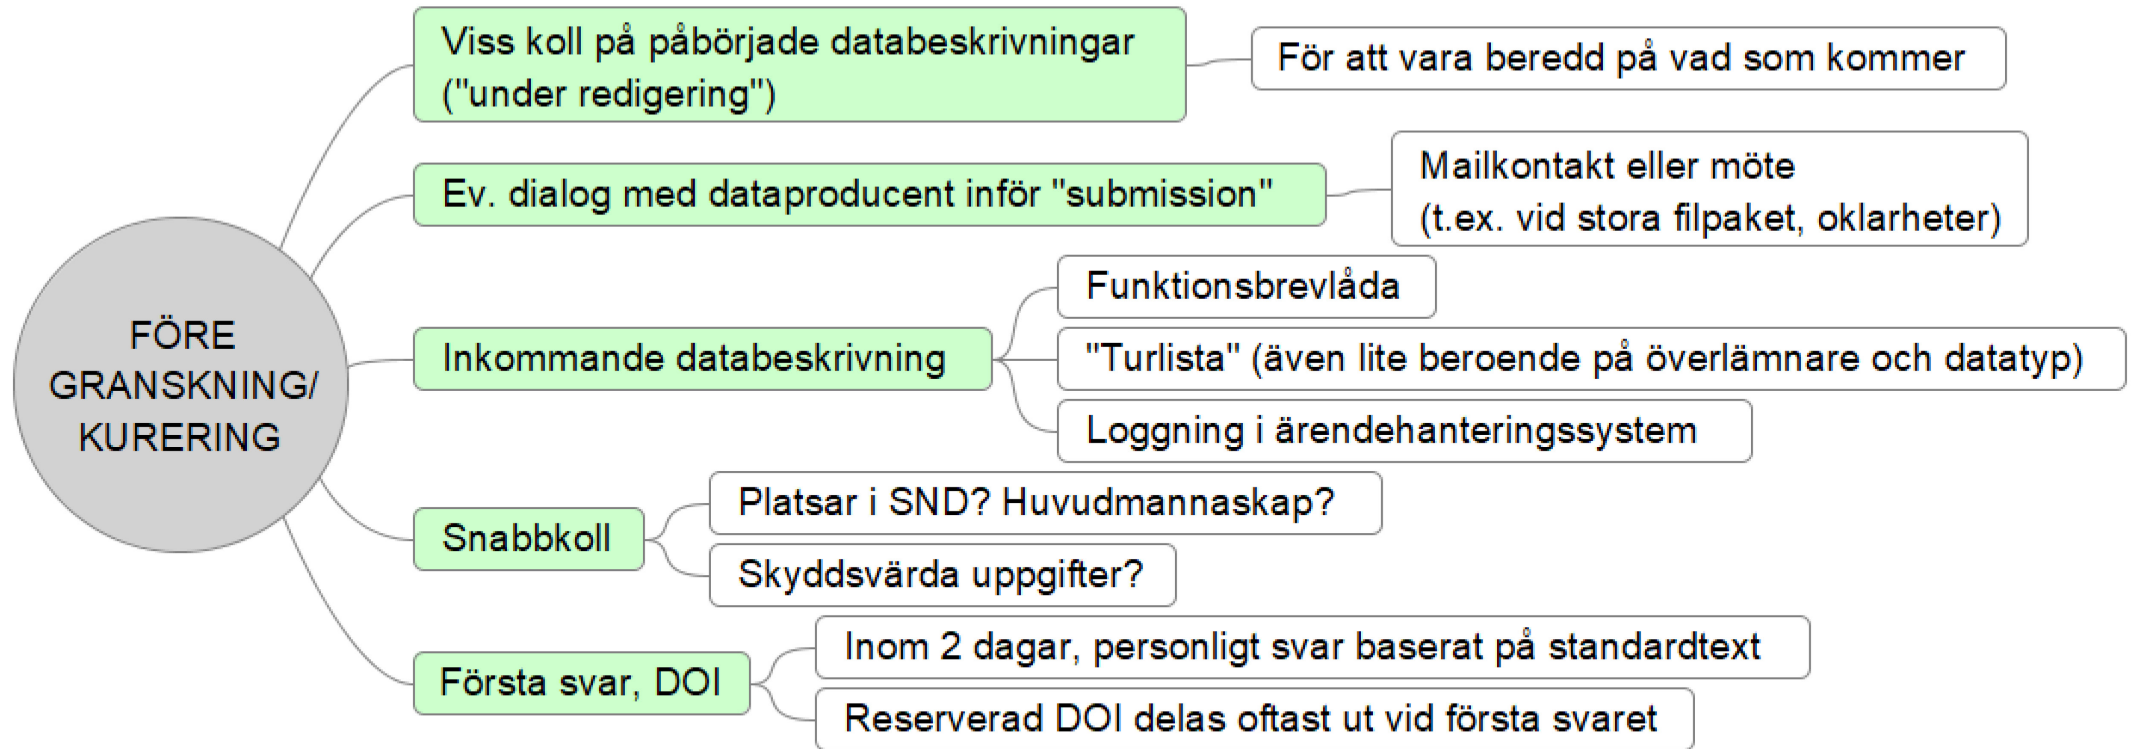 FÖRE
GRANSKNING/
KURERING
Viss koll på påbörjade databeskrivningar
("under redigering")
För att vara beredd på vad som kommer
Ev. dialog med dataproducent inför "submission"
Mailkontakt eller möte
(t.ex. vid stora filpaket, oklarheter)
Inkommande databeskrivning
Funktionsbrevlåda
"Turlista" (även lite beroende på överlämnare och datatyp)
Loggning i ärendehanteringssystem
Snabbkoll
Platsar i SND? Huvudmannaskap?
Skyddsvärda uppgifter?
Första svar, DOI
Inom 2 dagar, personligt svar baserat på standardtext
Reserverad DOI delas oftast ut vid första svaret